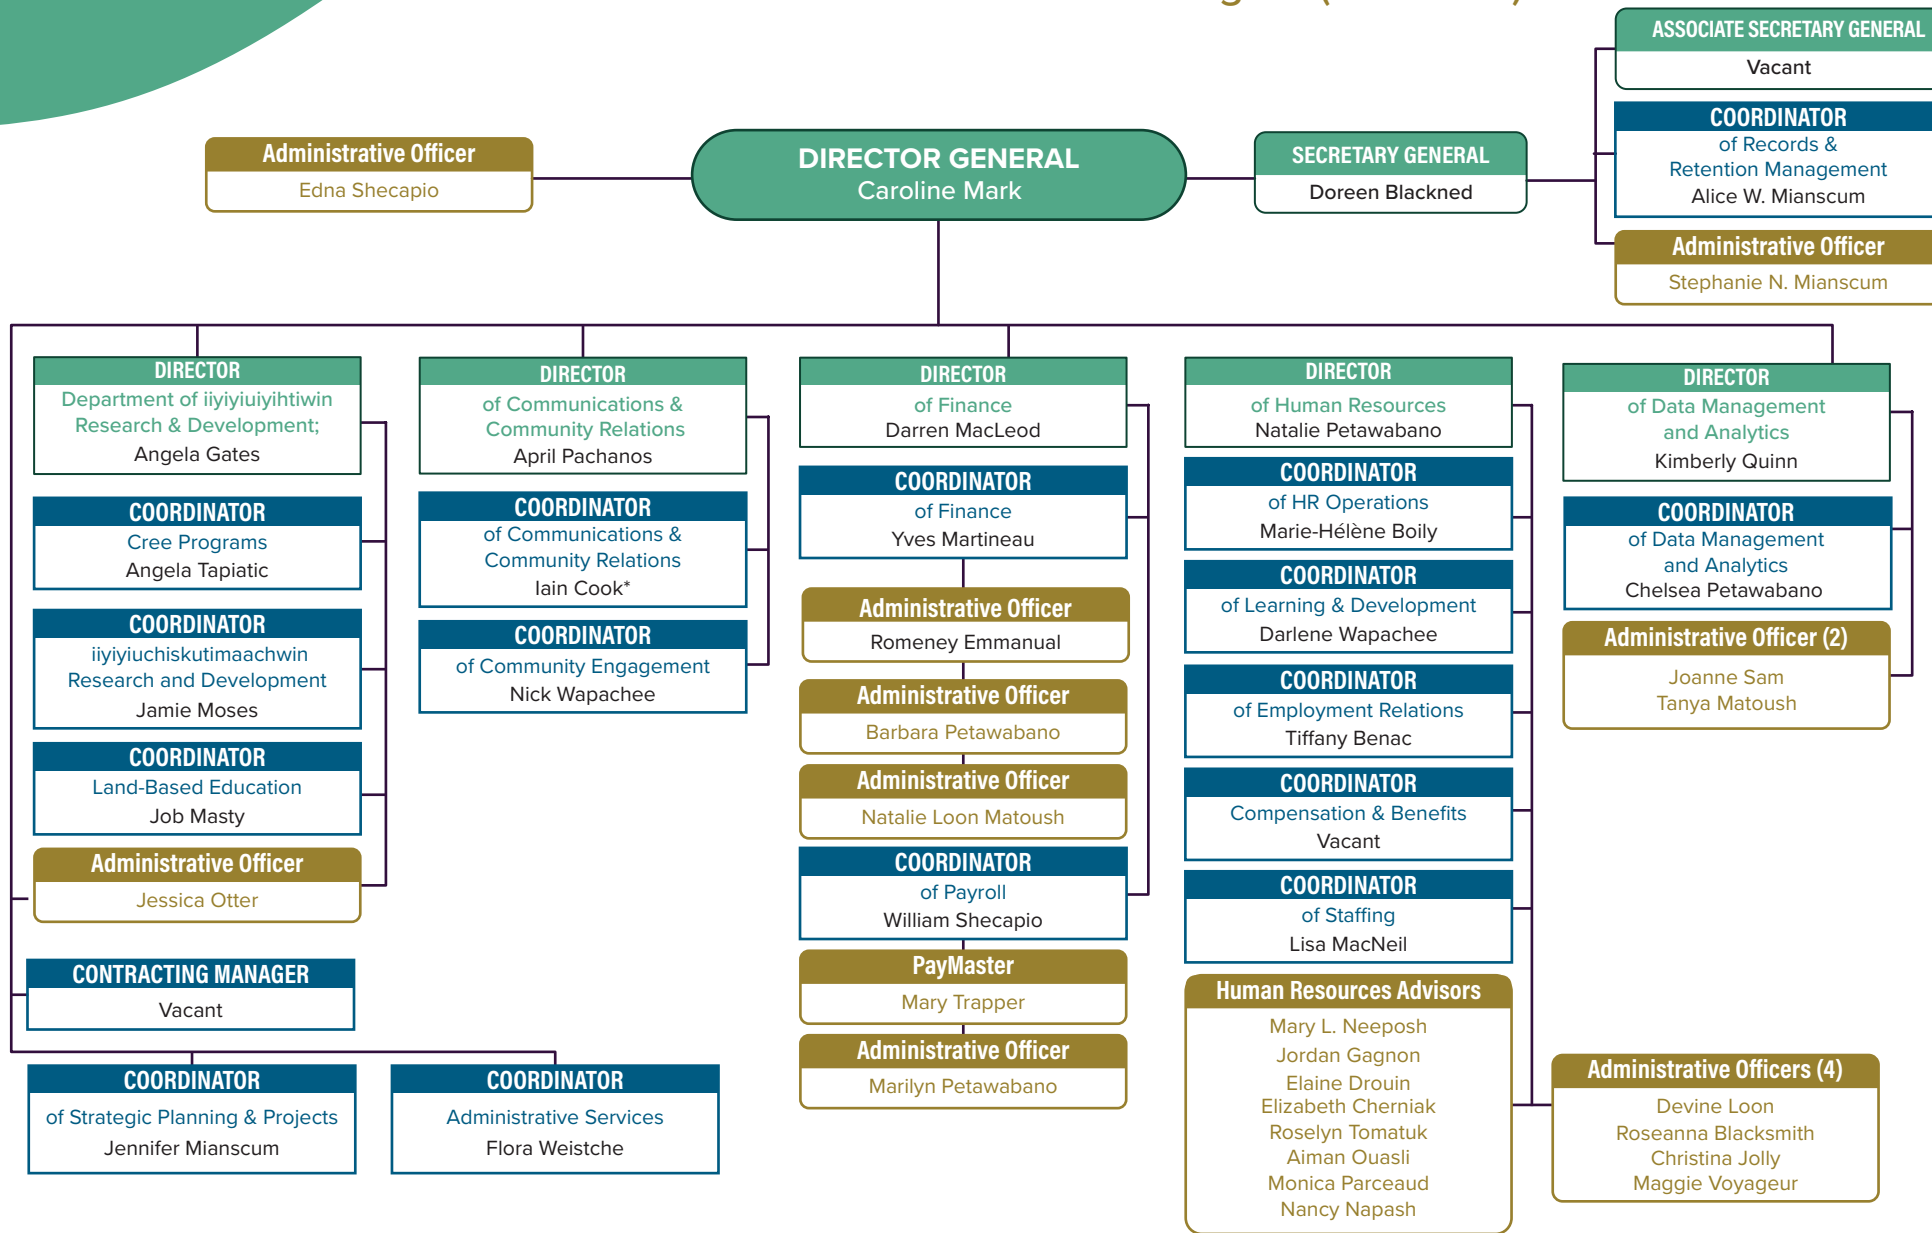 ASSOCIATE SECRETARY GENERAL
Vacant
COORDINATOR
of Records &
Retention Management
Alice W. Mianscum
Administrative Officer
Stephanie N. Mianscum
Administrative Officer
Edna Shecapio
DIRECTOR GENERAL
Caroline Mark
SECRETARY GENERAL
Doreen Blackned
DIRECTOR
Department of iiyiyiuiyihtiwin
Research & Development;
Angela Gates
COORDINATOR
Cree Programs
Angela Tapiatic
COORDINATOR
iiyiyiuchiskutimaachwin
Research and Development
Jamie Moses
COORDINATOR
Land-Based Education
Job Masty
Administrative Officer
Jessica Otter
CONTRACTING MANAGER
Vacant
COORDINATOR
of Strategic Planning & Projects
Jennifer Mianscum
COORDINATOR
Administrative Services
Flora Weistche
DIRECTOR
of Communications &
Community Relations
April Pachanos
COORDINATOR
of Communications &
Community Relations
Iain Cook*
COORDINATOR
of Community Engagement
Nick Wapachee
DIRECTOR
of Finance
Darren MacLeod
COORDINATOR
of Finance
Yves Martineau
Administrative Officer
Romeney Emmanual
Administrative Officer
Barbara Petawabano
Administrative Officer
Natalie Loon Matoush
COORDINATOR
of Payroll
William Shecapio
PayMaster
Mary Trapper
Administrative Officer
Marilyn Petawabano
DIRECTOR
of Human Resources
Natalie Petawabano
COORDINATOR
of HR Operations
Marie-Hélène Boily
COORDINATOR
of Learning & Development
Darlene Wapachee
COORDINATOR
of Employment Relations
Tiffany Benac
COORDINATOR
Compensation & Benefits
Vacant
COORDINATOR
of Staffing
Lisa MacNeil
Human Resources Advisors
Mary L. Neeposh
Jordan Gagnon
Elaine Drouin
Elizabeth Cherniak
Roselyn Tomatuk
Aiman Ouasli
Monica Parceaud
Nancy Napash
Administrative Officers (4)
Devine Loon
Roseanna Blacksmith
Christina Jolly
Maggie Voyageur
DIRECTOR
of Data Management
and Analytics
Kimberly Quinn
COORDINATOR
of Data Management
and Analytics
Chelsea Petawabano
Administrative Officer (2)
Joanne Sam
Tanya Matoush